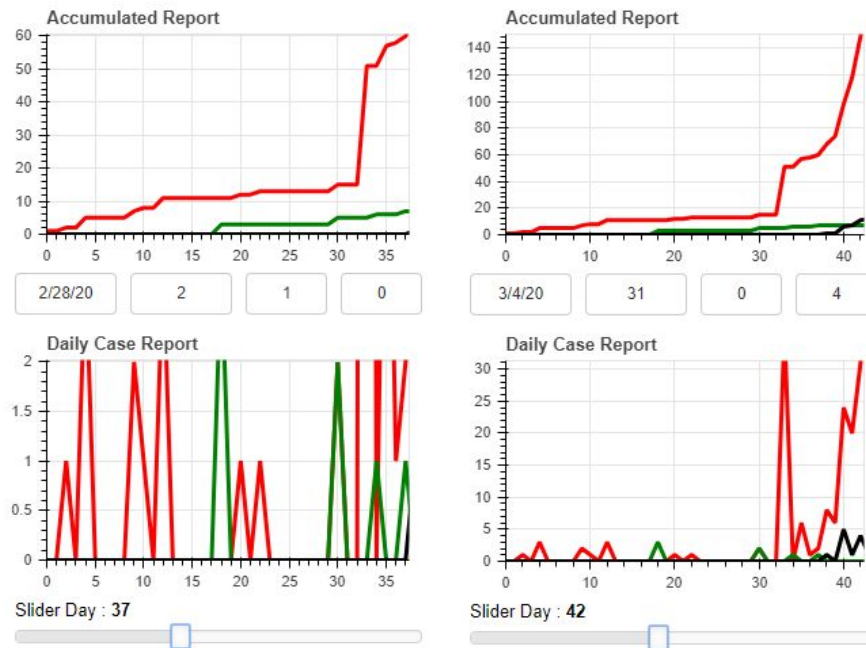 Accumulated Report
60
50
40
30
20
10
0
0 5 10 15 20 25 30 35
2/28/20 2 1 0
Daily Case Report
2
1.5
1
0.5
0
0 5 10 15 20 25 30 35
Slider Day : 37
Accumulated Report
140
120
100
80
60
40
20
0
0 10 20 30 40
3/4/20 31 0 4
Daily Case Report
30
25
20
15
10
5
0
0 10 20 30 40
Slider Day : 42